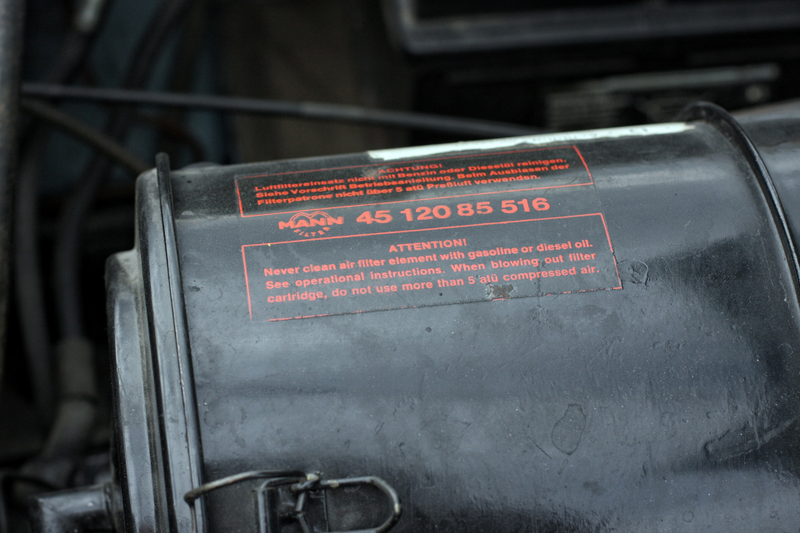 ACHTUNG!
Luftfiltereinsatz nicht mit Benzin oder Dieselöl reinigen.
Siehe Vorschrift Betriebsanleitung. Beim Ausblasen der
Filterpatrone nicht über 5 atü Preßluft verwenden.
MANN FILTER 45 120 85 516
ATTENTION!
Never clean air filter element with gasoline or diesel oil.
See operational instructions. When blowing out filter
cartridge, do not use more than 5 atü compressed air.